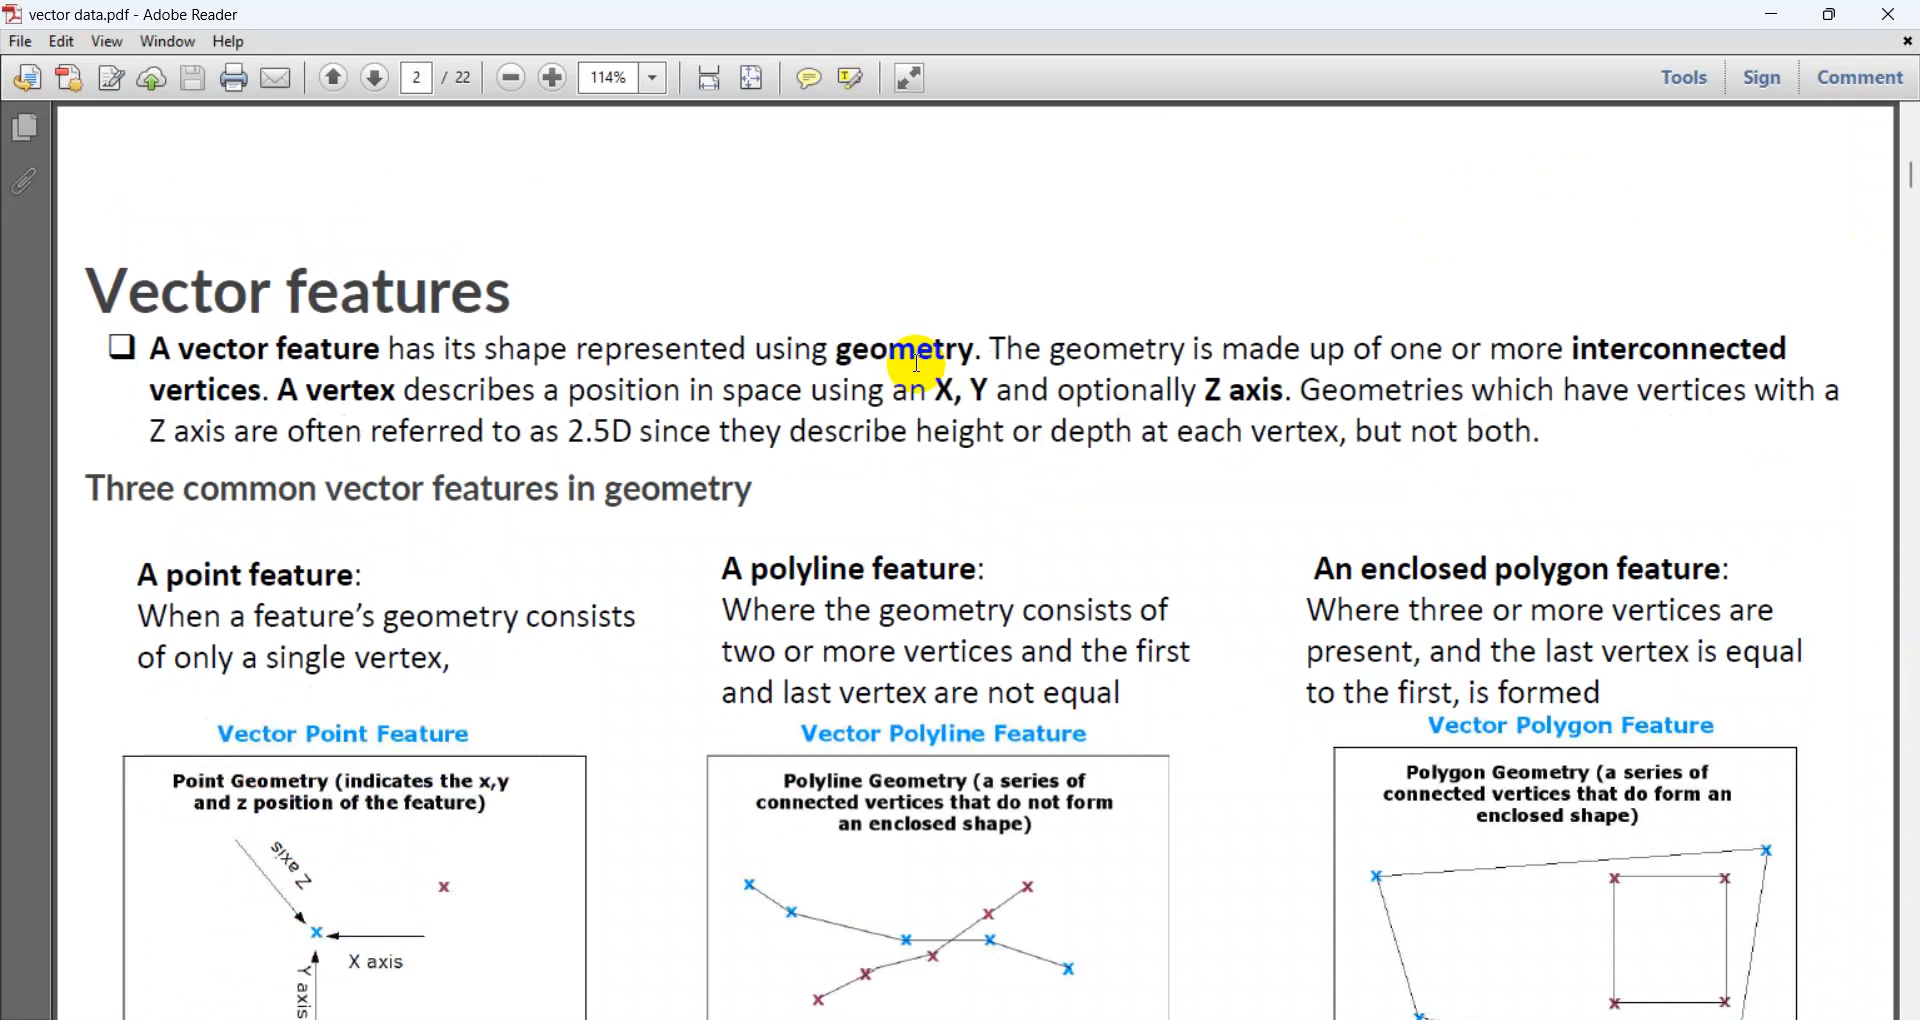 vector data.pdf - Adobe Reader
File Edit View Window Help
2 / 22 114% Tools Sign Comment
Vector features
A vector feature has its shape represented using geometry. The geometry is made up of one or more interconnected
vertices. A vertex describes a position in space using an X, Y and optionally Z axis. Geometries which have vertices with a
Z axis are often referred to as 2.5D since they describe height or depth at each vertex, but not both.
Three common vector features in geometry
A point feature:
When a feature’s geometry consists
of only a single vertex,
Vector Point Feature
Point Geometry (indicates the x,y
and z position of the feature)
Z axis
X axis
Y axis
A polyline feature:
Where the geometry consists of
two or more vertices and the first
and last vertex are not equal
Vector Polyline Feature
Polyline Geometry (a series of
connected vertices that do not form
an enclosed shape)
An enclosed polygon feature:
Where three or more vertices are
present, and the last vertex is equal
to the first, is formed
Vector Polygon Feature
Polygon Geometry (a series of
connected vertices that do form an
enclosed shape)